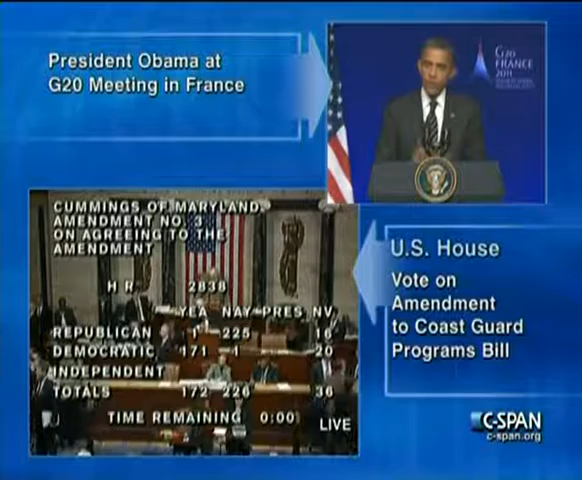 President Obama at
G20 Meeting in France
G20
FRANCE
2011
CUMMINGS OF MARYLAND
AMENDMENT NO. 3
ON AGREEING TO THE
AMENDMENT
H R 2838
YEA NAY PRES NV
REPUBLICAN 1 225 16
DEMOCRATIC 171 1 20
INDEPENDENT
TOTALS 172 226 36
TIME REMAINING 0:00
LIVE
U.S. House
Vote on
Amendment
to Coast Guard
Programs Bill
C-SPAN
c-span.org